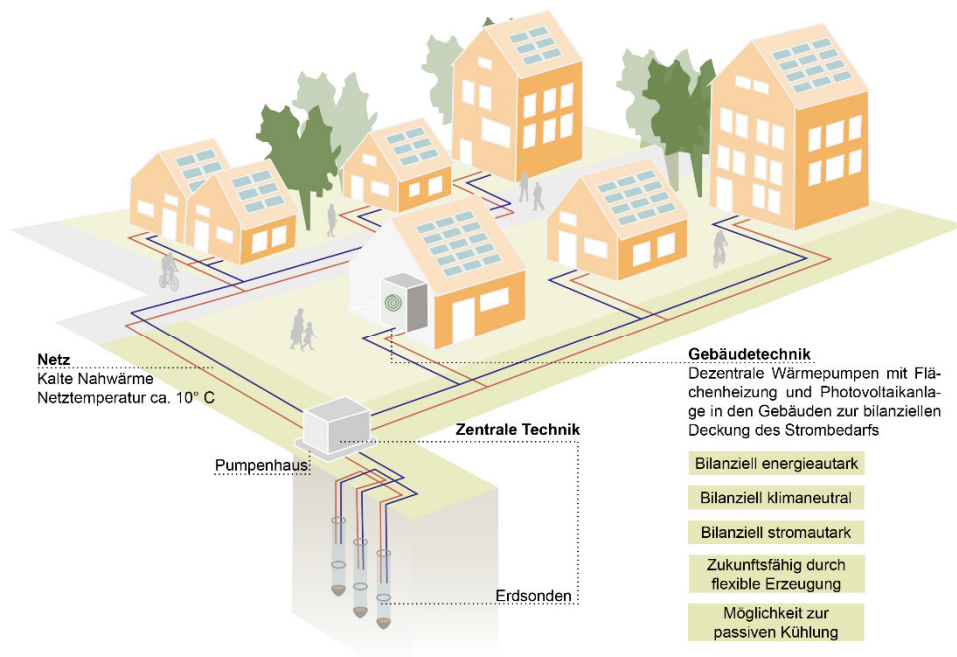 Netz
Kalte Nahwärme
Netztemperatur ca. 10° C
Gebäudetechnik
Dezentrale Wärmepumpen mit Flä-
chenheizung und Photovoltaikanla-
ge in den Gebäuden zur bilanziellen
Deckung des Strombedarfs
Zentrale Technik
Pumpenhaus
Erdsonden
Bilanziell energieautark
Bilanziell klimaneutral
Bilanziell stromautark
Zukunftsfähig durch
flexible Erzeugung
Möglichkeit zur
passiven Kühlung